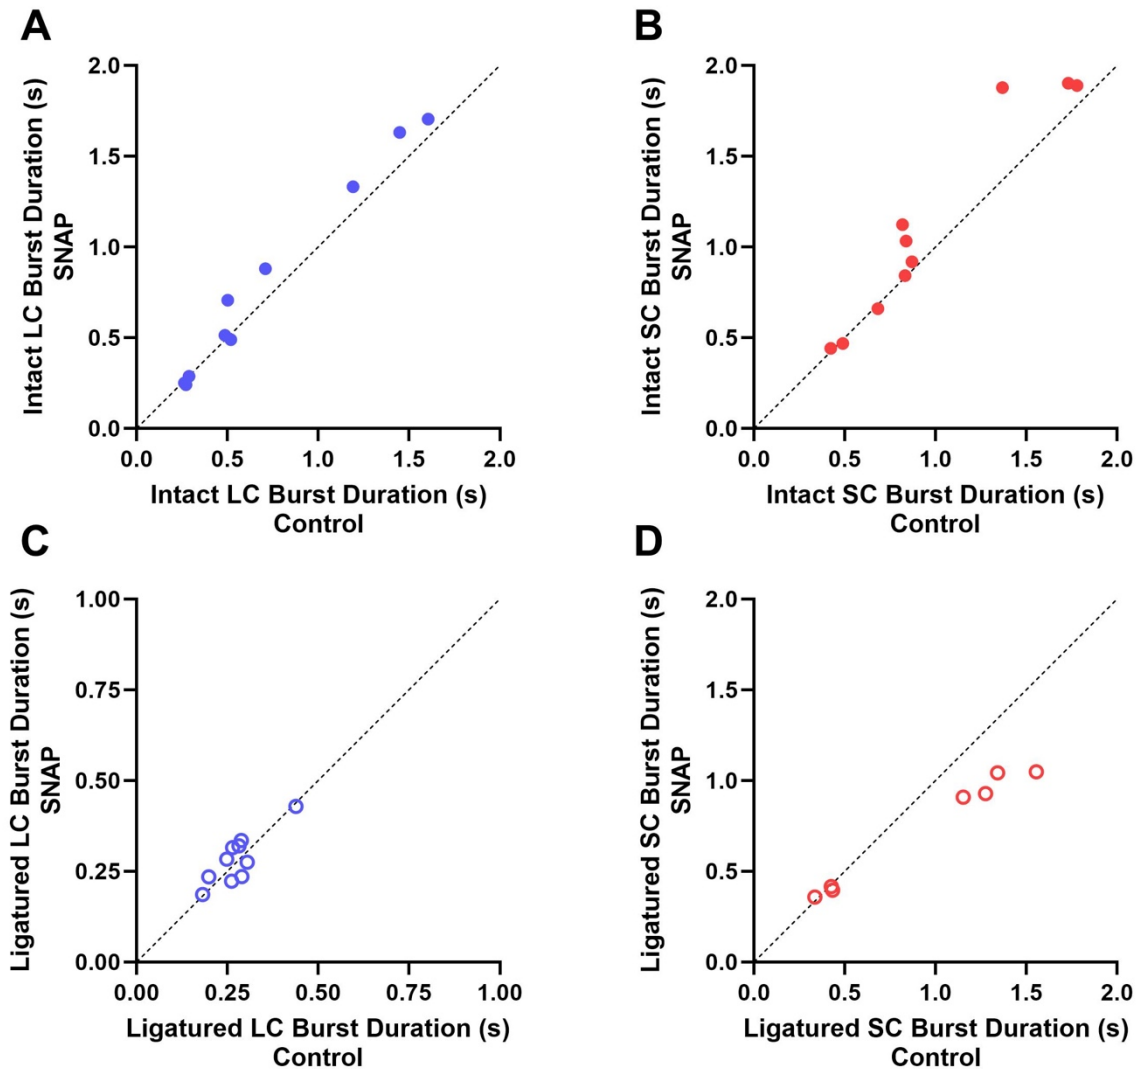 A
Intact LC Burst Duration (s)
SNAP
2.0
1.5
1.0
0.5
0.0
0.0 0.5 1.0 1.5 2.0
Intact LC Burst Duration (s)
Control
B
Intact SC Burst Duration (s)
SNAP
2.0
1.5
1.0
0.5
0.0
0.0 0.5 1.0 1.5 2.0
Intact SC Burst Duration (s)
Control
C
Ligatured LC Burst Duration (s)
SNAP
1.00
0.75
0.50
0.25
0.00
0.00 0.25 0.50 0.75 1.00
Ligatured LC Burst Duration (s)
Control
D
Ligatured SC Burst Duration (s)
SNAP
2.0
1.5
1.0
0.5
0.0
0.0 0.5 1.0 1.5 2.0
Ligatured SC Burst Duration (s)
Control